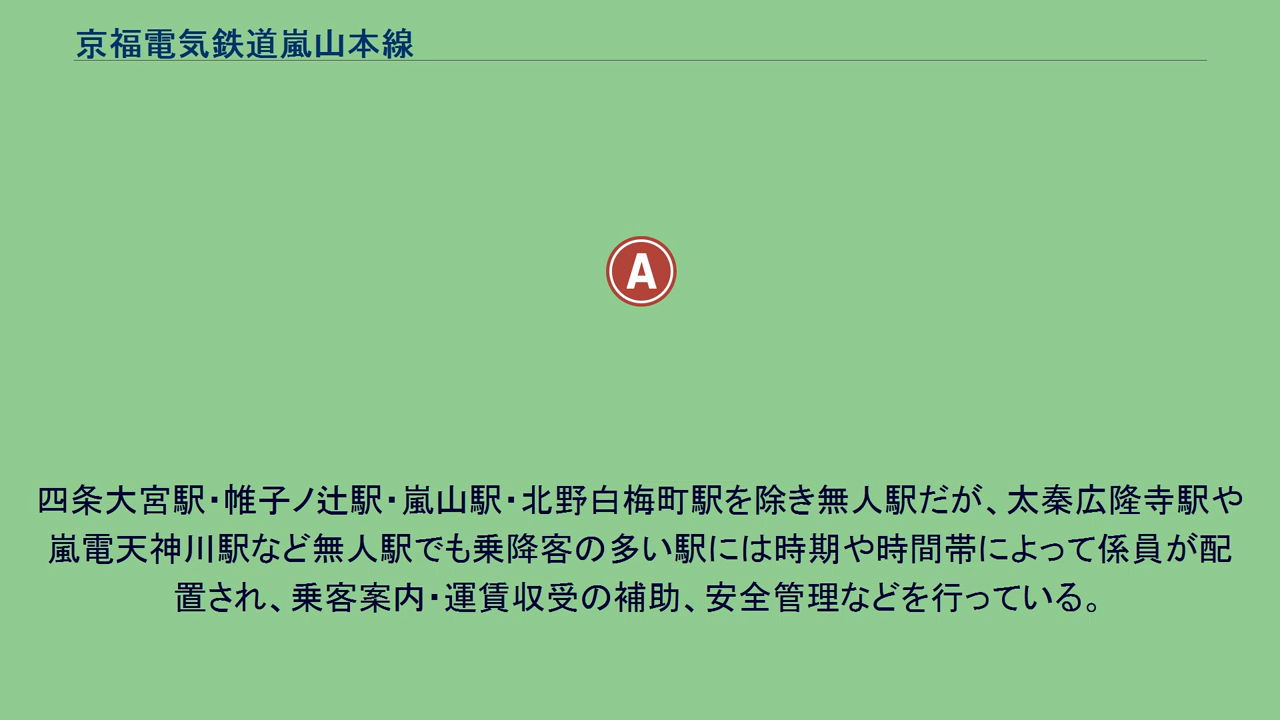 京福電気鉄道嵐山本線
A
四条大宮駅・帷子ノ辻駅・嵐山駅・北野白梅町駅を除き無人駅だが、太秦広隆寺駅や
嵐電天神川駅など無人駅でも乗降客の多い駅には時期や時間帯によって係員が配
置され、乗客案内・運賃収受の補助、安全管理などを行っている。